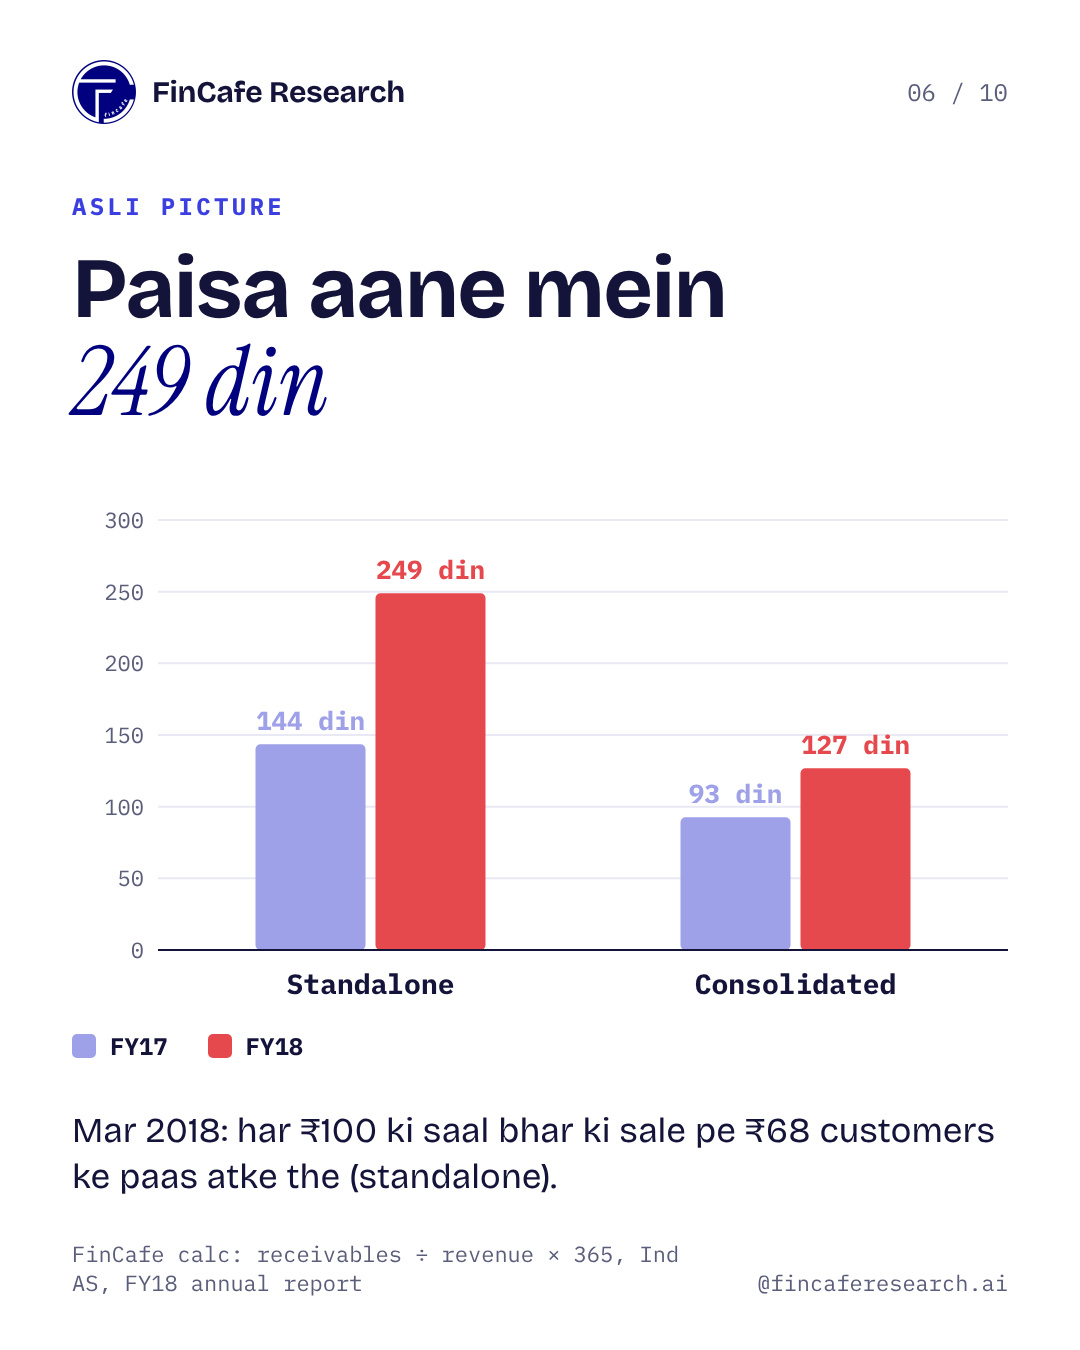 fincafe
FinCafe Research
06 / 10
ASLI PICTURE
Paisa aane mein
249 din
300
250
200
150
100
50
0
144 din
249 din
93 din
127 din
Standalone
Consolidated
FY17
FY18
Mar 2018: har ₹100 ki saal bhar ki sale pe ₹68 customers
ke paas atke the (standalone).
FinCafe calc: receivables ÷ revenue × 365, Ind
AS, FY18 annual report
@fincaferesearch.ai